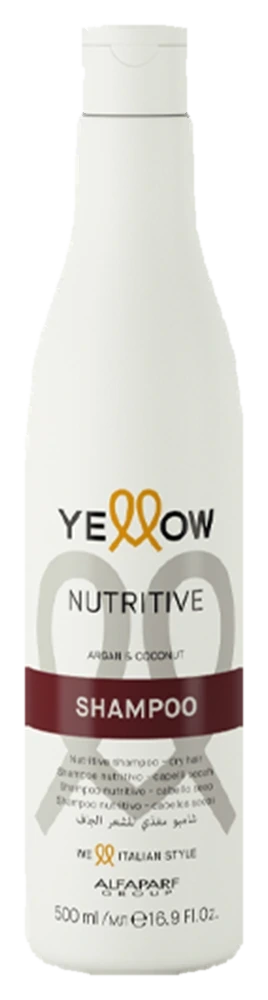 YELLOW
NUTRITIVE
ARGAN & COCONUT
SHAMPOO
Nutritive shampoo - dry hair
Shampoo nutritivo - capelli secchi
Shampoo nutritivo - cabello seco
Shampoo nutritivo - cabelos secos
شامبو مغذي للشعر الجاف
WE ITALIAN STYLE
ALFAPARF
GROUP
500 ml /мл ℮16.9 Fl.Oz.